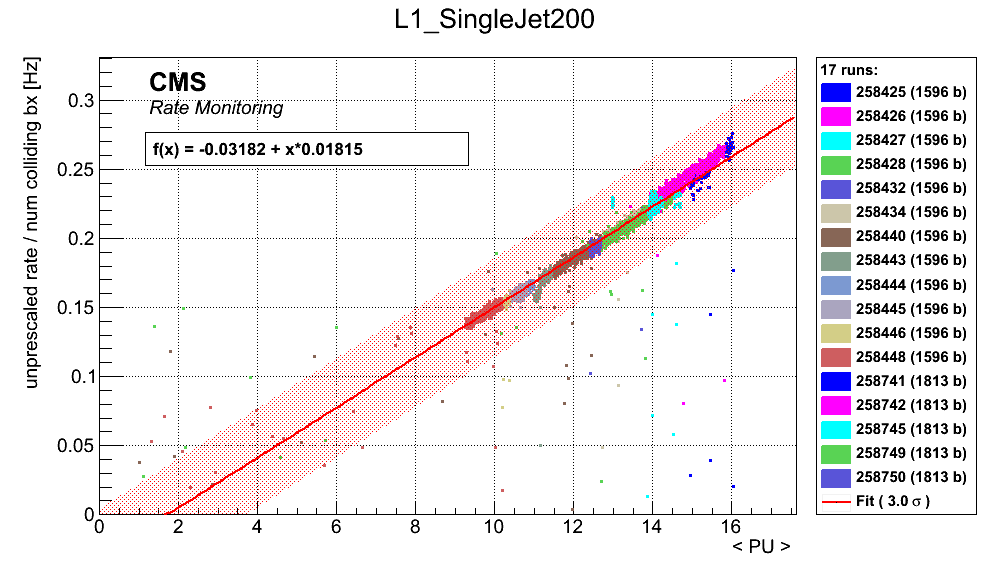 L1_SingleJet200
unprescaled rate / num colliding bx [Hz]
CMS
Rate Monitoring
f(x) = -0.03182 + x*0.01815
0.3
0.25
0.2
0.15
0.1
0.05
0
0 2 4 6 8 10 12 14 16
< PU >
17 runs:
258425 (1596 b)
258426 (1596 b)
258427 (1596 b)
258428 (1596 b)
258432 (1596 b)
258434 (1596 b)
258440 (1596 b)
258443 (1596 b)
258444 (1596 b)
258445 (1596 b)
258446 (1596 b)
258448 (1596 b)
258741 (1813 b)
258742 (1813 b)
258745 (1813 b)
258749 (1813 b)
258750 (1813 b)
Fit ( 3.0 σ )